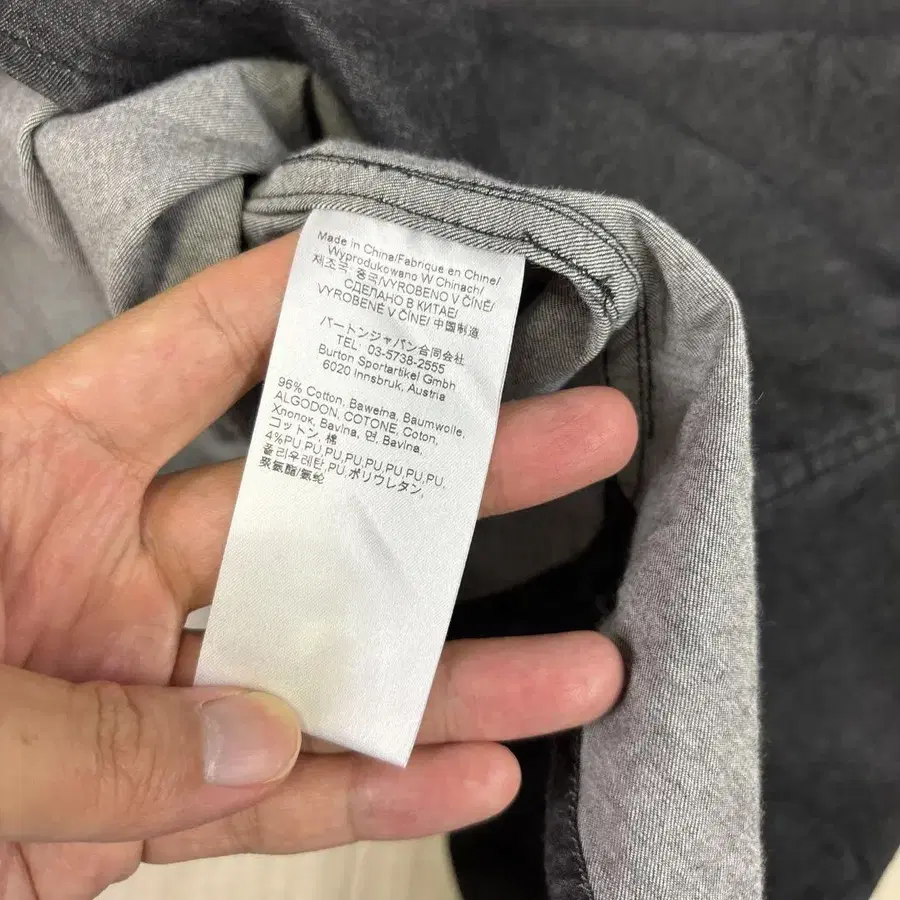 Made in China/Fabrique en Chine/
Wyprodukowano W Chinach/
제조국, 중국/VYROBENO V ČÍNĚ/
СДЕЛАНО В КИТАЕ/
VYROBENÉ V ČÍNE/ 中国制造
バートンジャパン合同会社
TEL: 03-5738-2555
Burton Sportartikel Gmbh
6020 Innsbruk, Austria
96% Cotton, Baweina, Baumwolle,
ALGODON, COTONE, Coton,
Xnonok, Bavina, 면, Bavlna,
コットン, 棉
4%PU,PU,PU,PU,PU,PU,PU,PU,
폴리우레탄,PU,ポリウレタン,
聚氨酯/氨纶